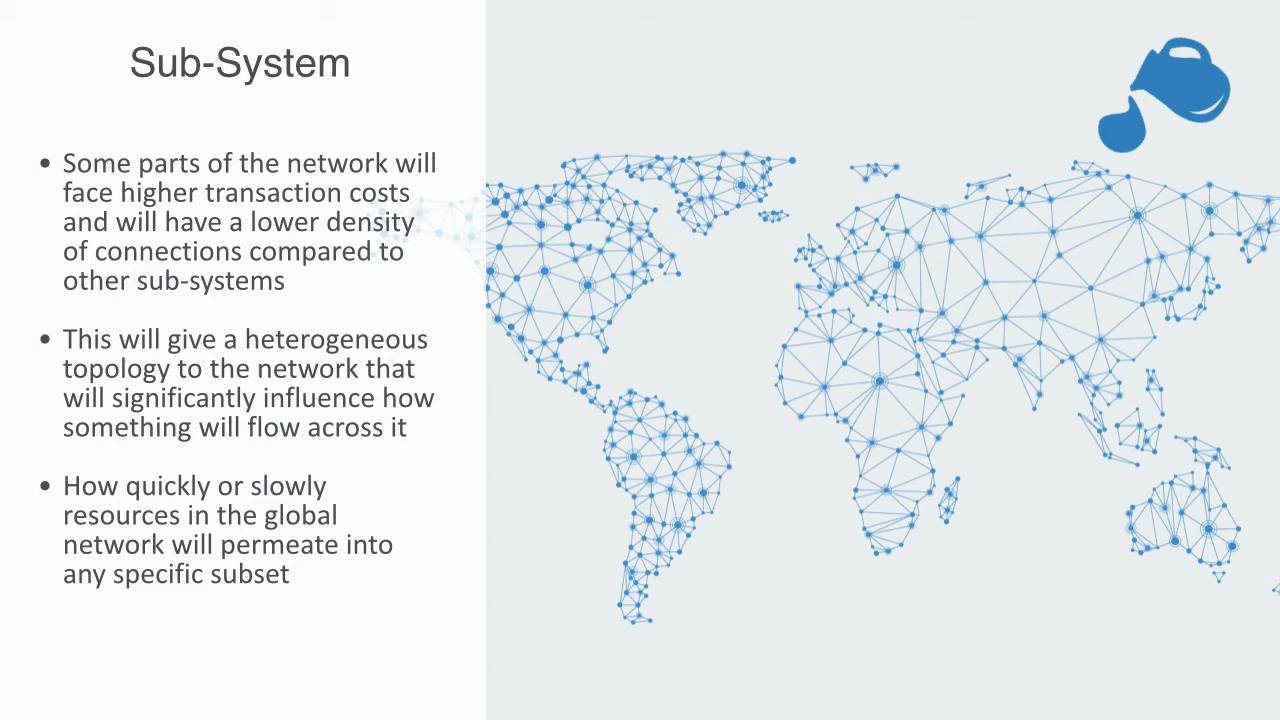 Sub-System
• Some parts of the network will
face higher transaction costs
and will have a lower density
of connections compared to
other sub-systems
• This will give a heterogeneous
topology to the network that
will significantly influence how
something will flow across it
• How quickly or slowly
resources in the global
network will permeate into
any specific subset